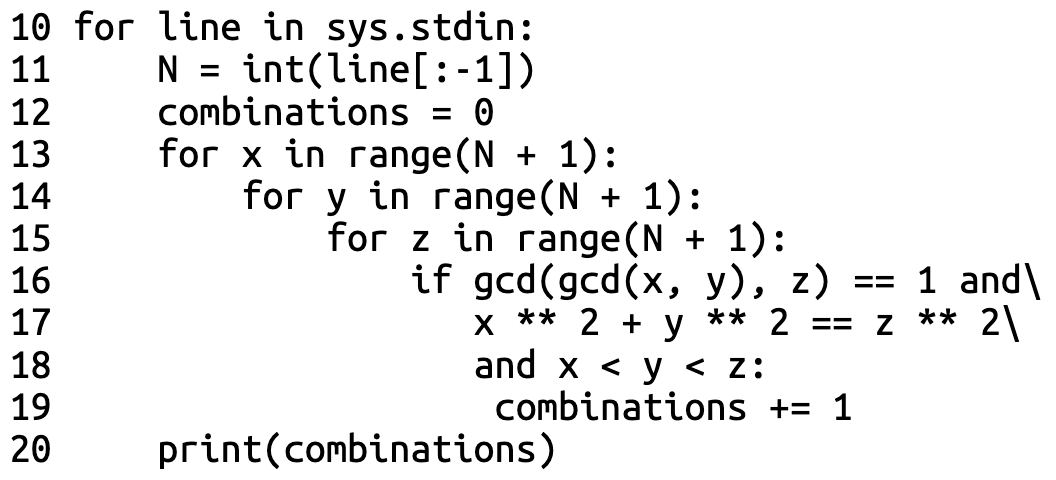 10 for line in sys.stdin:
11     N = int(line[:-1])
12     combinations = 0
13     for x in range(N + 1):
14         for y in range(N + 1):
15             for z in range(N + 1):
16                 if gcd(gcd(x, y), z) == 1 and\
17                    x ** 2 + y ** 2 == z ** 2\
18                    and x < y < z:
19                     combinations += 1
20     print(combinations)